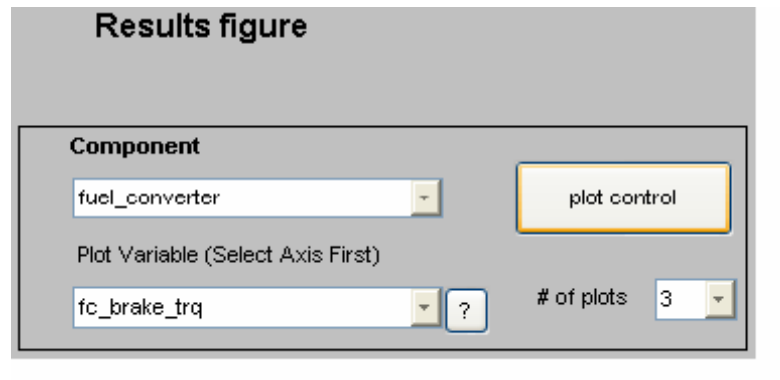 Results figure
Component
fuel_converter
plot control
Plot Variable (Select Axis First)
fc_brake_trq
?
# of plots
3